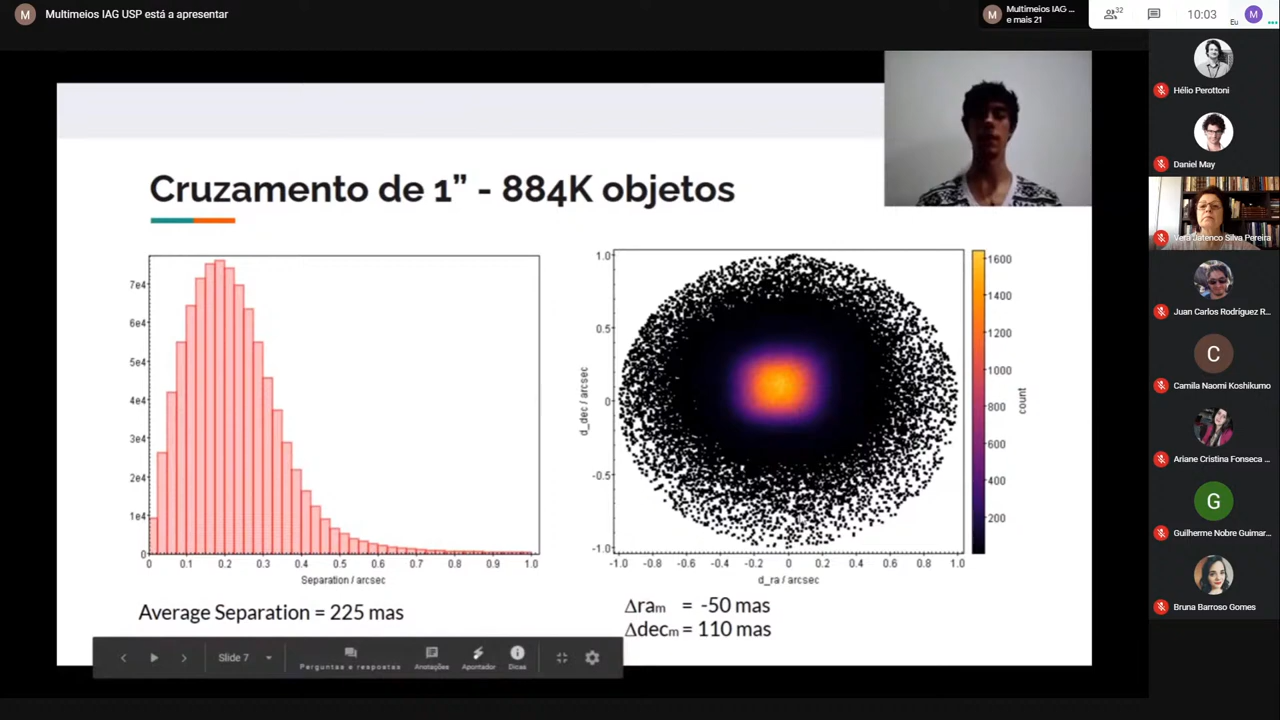 M Multimeios IAG USP está a apresentar
M Multimeios IAG ...
e mais 21
32
10:03
Eu
M
Cruzamento de 1” - 884K objetos
7e4
6e4
5e4
4e4
3e4
2e4
1e4
0
0 0.1 0.2 0.3 0.4 0.5 0.6 0.7 0.8 0.9 1.0
Separation / arcsec
Average Separation = 225 mas
1.0
0.5
0
-0.5
-1.0
d_dec / arcsec
-1.0 -0.8 -0.6 -0.4 -0.2 0 0.2 0.4 0.6 0.8 1.0
d_ra / arcsec
1600
1400
1200
1000
800
600
400
200
count
Δram = -50 mas
Δdecm = 110 mas
Slide 7
Perguntas e respostas
Anotações
Apontador
Dicas
Hélio Perottoni
Daniel May
Vera Jatenco Silva Pereira
Juan Carlos Rodríguez R...
C
Camila Naomi Koshikumo
Ariane Cristina Fonseca ...
G
Guilherme Nobre Guimar...
Bruna Barroso Gomes